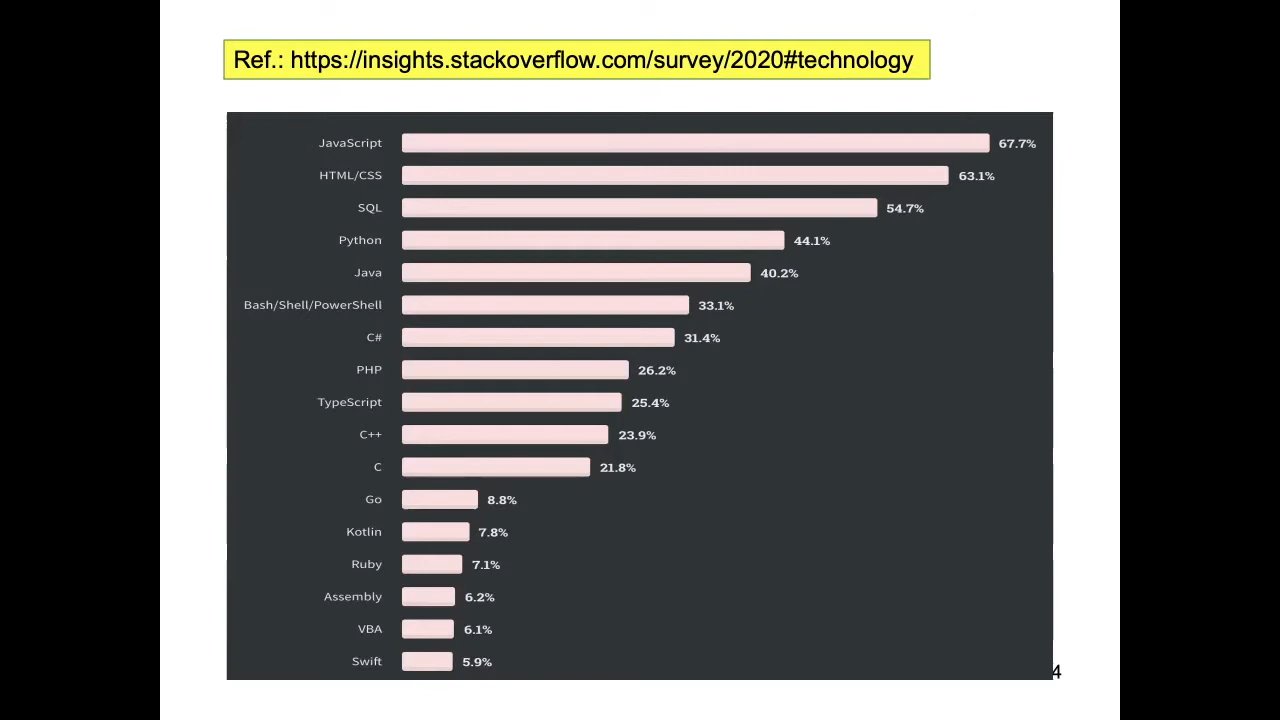 Ref.: https://insights.stackoverflow.com/survey/2020#technology
JavaScript 67.7%
HTML/CSS 63.1%
SQL 54.7%
Python 44.1%
Java 40.2%
Bash/Shell/PowerShell 33.1%
C# 31.4%
PHP 26.2%
TypeScript 25.4%
C++ 23.9%
C 21.8%
Go 8.8%
Kotlin 7.8%
Ruby 7.1%
Assembly 6.2%
VBA 6.1%
Swift 5.9%
4